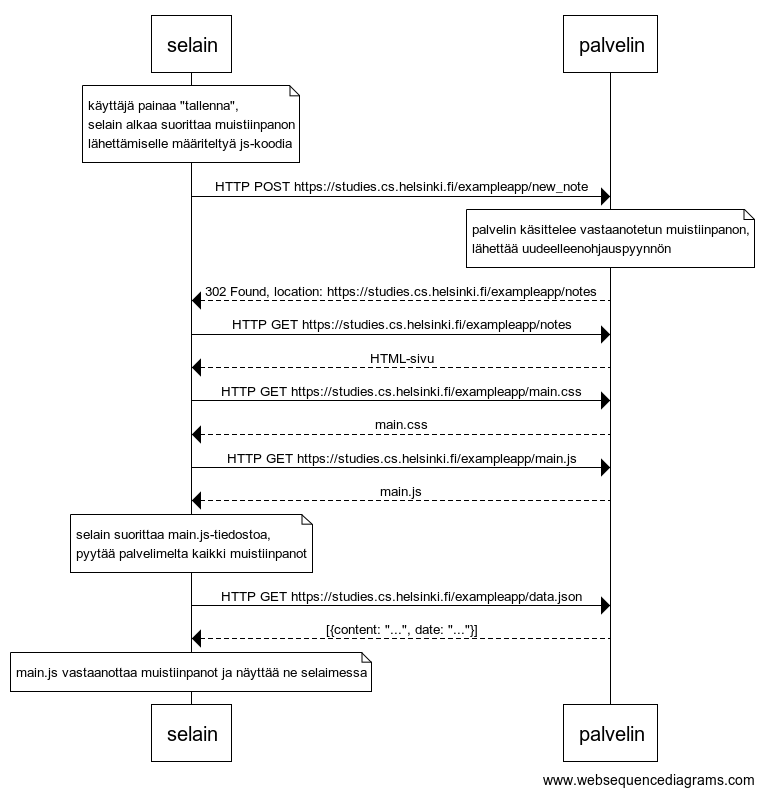 selain
palvelin
käyttäjä painaa "tallenna",
selain alkaa suorittaa muistiinpanon
lähettämiselle määriteltyä js-koodia
HTTP POST https://studies.cs.helsinki.fi/exampleapp/new_note
palvelin käsittelee vastaanotetun muistiinpanon,
lähettää uudeelleenohjauspyynnön
302 Found, location: https://studies.cs.helsinki.fi/exampleapp/notes
HTTP GET https://studies.cs.helsinki.fi/exampleapp/notes
HTML-sivu
HTTP GET https://studies.cs.helsinki.fi/exampleapp/main.css
main.css
HTTP GET https://studies.cs.helsinki.fi/exampleapp/main.js
main.js
selain suorittaa main.js-tiedostoa,
pyytää palvelimelta kaikki muistiinpanot
HTTP GET https://studies.cs.helsinki.fi/exampleapp/data.json
[{content: "...", date: "..."}]
main.js vastaanottaa muistiinpanot ja näyttää ne selaimessa
selain
palvelin
www.websequencediagrams.com